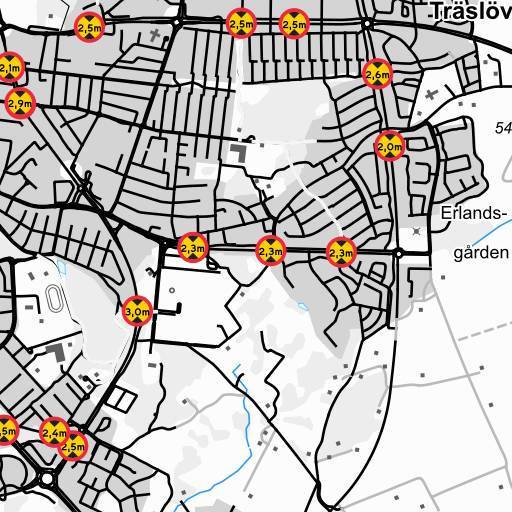 Träslöv
2,5m
2,5m
2,5m
2,1m
2,6m
2,9m
54
2,0m
Erlands-
gården
2,3m
2,3m
2,3m
3,0m
,5m
2,4m
2,5m